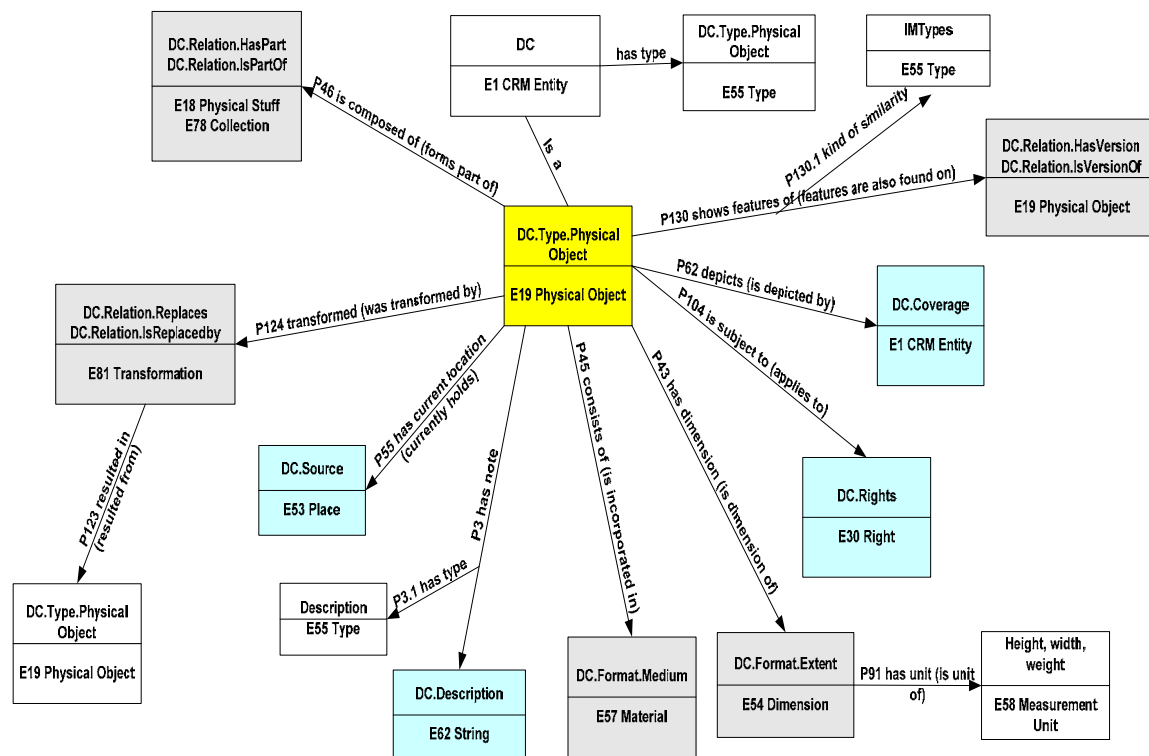 DC.Relation.HasPart
DC.Relation.IsPartOf
E18 Physical Stuff
E78 Collection
P46 is composed of (forms part of)
DC
E1 CRM Entity
has type
DC.Type.Physical
Object
E55 Type
IMTypes
E55 Type
P130.1 kind of similarity
DC.Relation.HasVersion
DC.Relation.IsVersionOf
E19 Physical Object
P130 shows features of (features are also found on)
Is a
DC.Type.Physical
Object
E19 Physical Object
P62 depicts (is depicted by)
DC.Coverage
E1 CRM Entity
P104 is subject to (applies to)
DC.Rights
E30 Right
P124 transformed (was transformed by)
DC.Relation.Replaces
DC.Relation.IsReplacedby
E81 Transformation
P123 resulted in
(resulted from)
DC.Type.Physical
Object
E19 Physical Object
P55 has current location
(currently holds)
DC.Source
E53 Place
P3 has note
P3.1 has type
Description
E55 Type
DC.Description
E62 String
P45 consists of (is incorporated in)
DC.Format.Medium
E57 Material
P43 has dimension (is dimension of)
DC.Format.Extent
E54 Dimension
P91 has unit (is unit
of)
Height, width,
weight
E58 Measurement
Unit